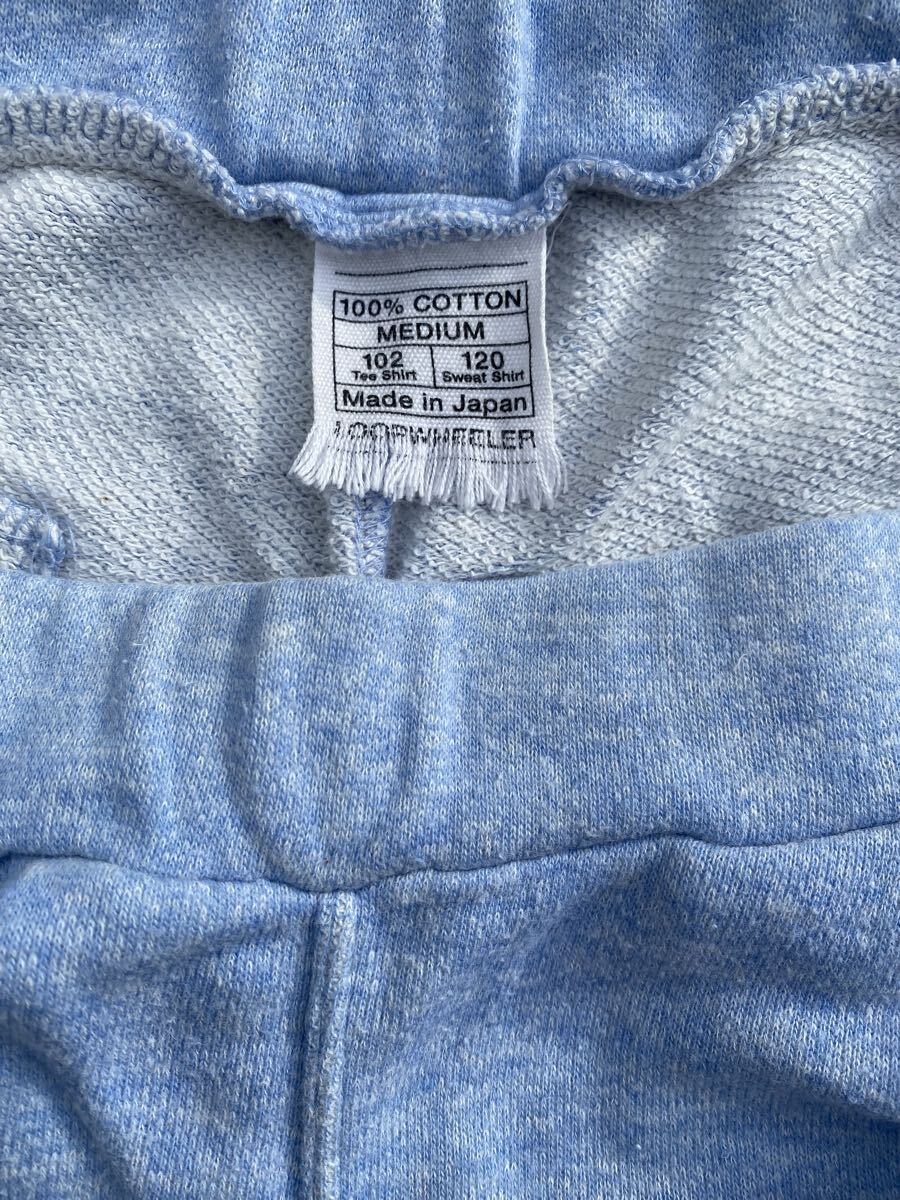 100% COTTON
MEDIUM
102 120
Tee Shirt Sweat Shirt
Made in Japan
LOOPWHEELER